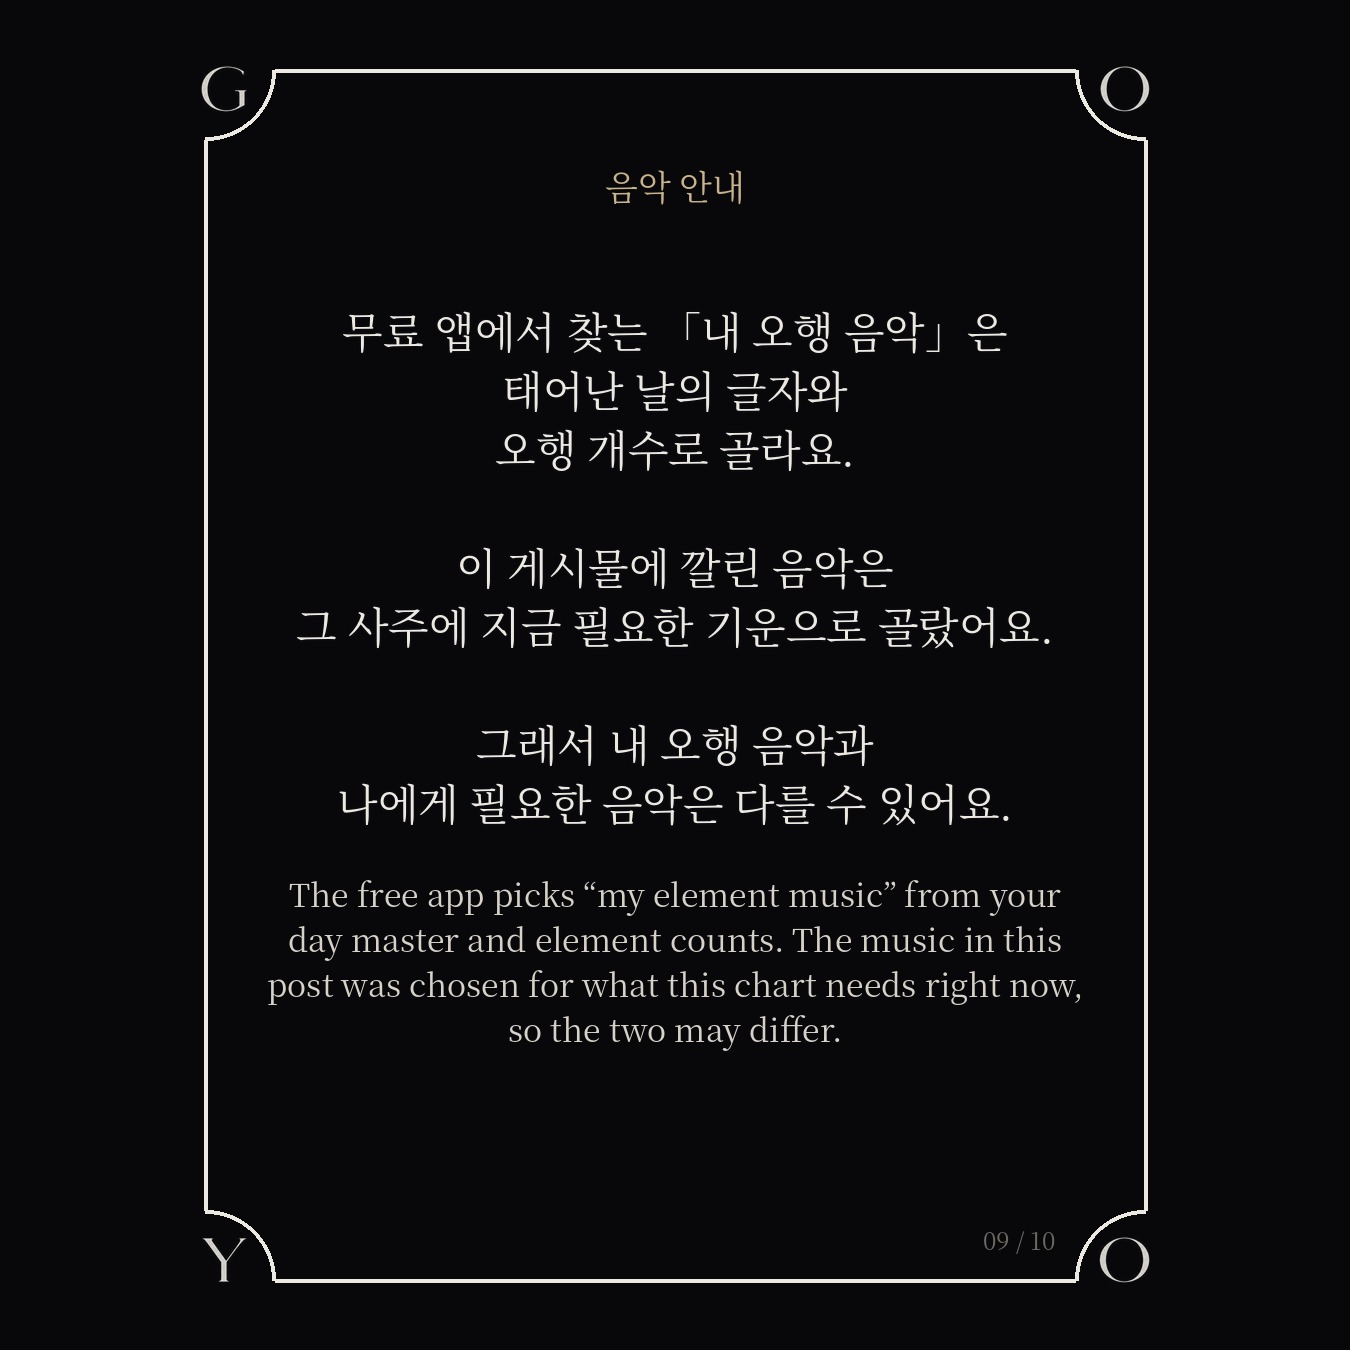 G O
음악 안내
무료 앱에서 찾는 「내 오행 음악」은
태어난 날의 글자와
오행 개수로 골라요.
이 게시물에 깔린 음악은
그 사주에 지금 필요한 기운으로 골랐어요.
그래서 내 오행 음악과
나에게 필요한 음악은 다를 수 있어요.
The free app picks “my element music” from your
day master and element counts. The music in this
post was chosen for what this chart needs right now,
so the two may differ.
09 / 10
Y O